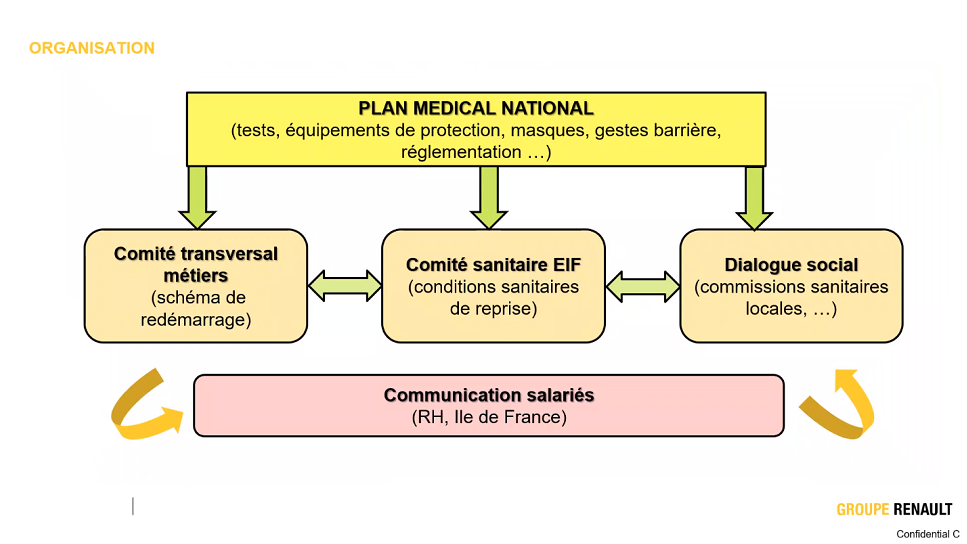 ORGANISATION
PLAN MEDICAL NATIONAL
(tests, équipements de protection, masques, gestes barrière,
réglementation …)
Comité transversal
métiers
(schéma de
redémarrage)
Comité sanitaire EIF
(conditions sanitaires
de reprise)
Dialogue social
(commissions sanitaires
locales, …)
Communication salariés
(RH, Ile de France)
GROUPE RENAULT
Confidential C